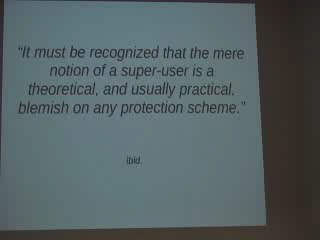 “It must be recognized that the mere
notion of a super-user is a
theoretical, and usually practical,
blemish on any protection scheme.”
Ibid.